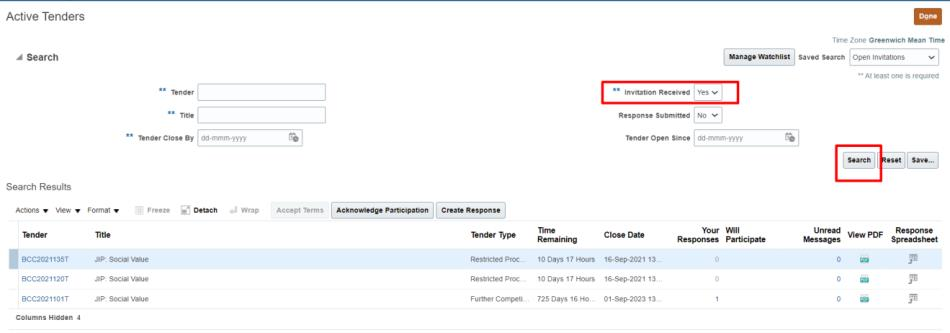 Active Tenders
Done
Time Zone Greenwich Mean Time
Search
Manage Watchlist Saved Search Open Invitations
** At least one is required
** Tender
** Invitation Received Yes
** Title
Response Submitted No
** Tender Close By dd-mmm-yyyy
Tender Open Since dd-mmm-yyyy
Search Reset Save...
Search Results
Actions View Format Freeze Detach Wrap Accept Terms Acknowledge Participation Create Response
Tender Title Tender Type Time Remaining Close Date Your Responses Will Participate Unread Messages View PDF Response Spreadsheet
BCC2021135T JIP: Social Value Restricted Proc... 10 Days 17 Hours 16-Sep-2021 13... 0 0
BCC2021120T JIP: Social Value Restricted Proc... 10 Days 17 Hours 16-Sep-2021 13... 0 0
BCC2021101T JIP: Social Value Further Competi... 725 Days 16 Ho... 01-Sep-2023 13... 1 0
Columns Hidden 4